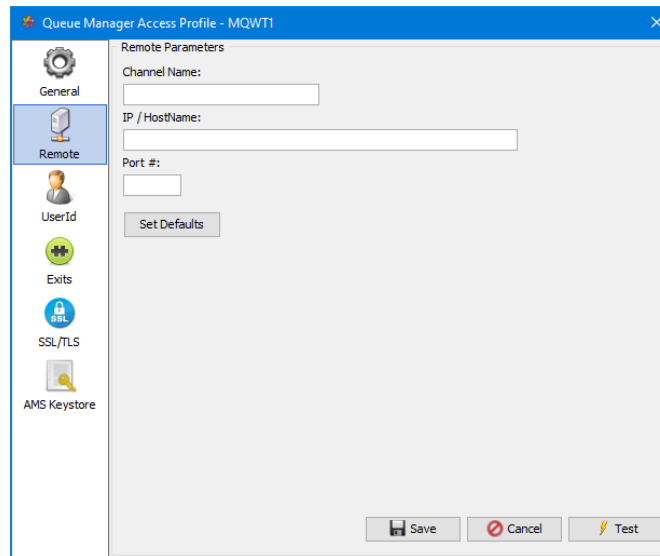 Queue Manager Access Profile - MQWT1
General
Remote
UserId
Exits
SSL
SSL/TLS
AMS Keystore
Remote Parameters
Channel Name:
IP / HostName:
Port #:
Set Defaults
Save Cancel Test